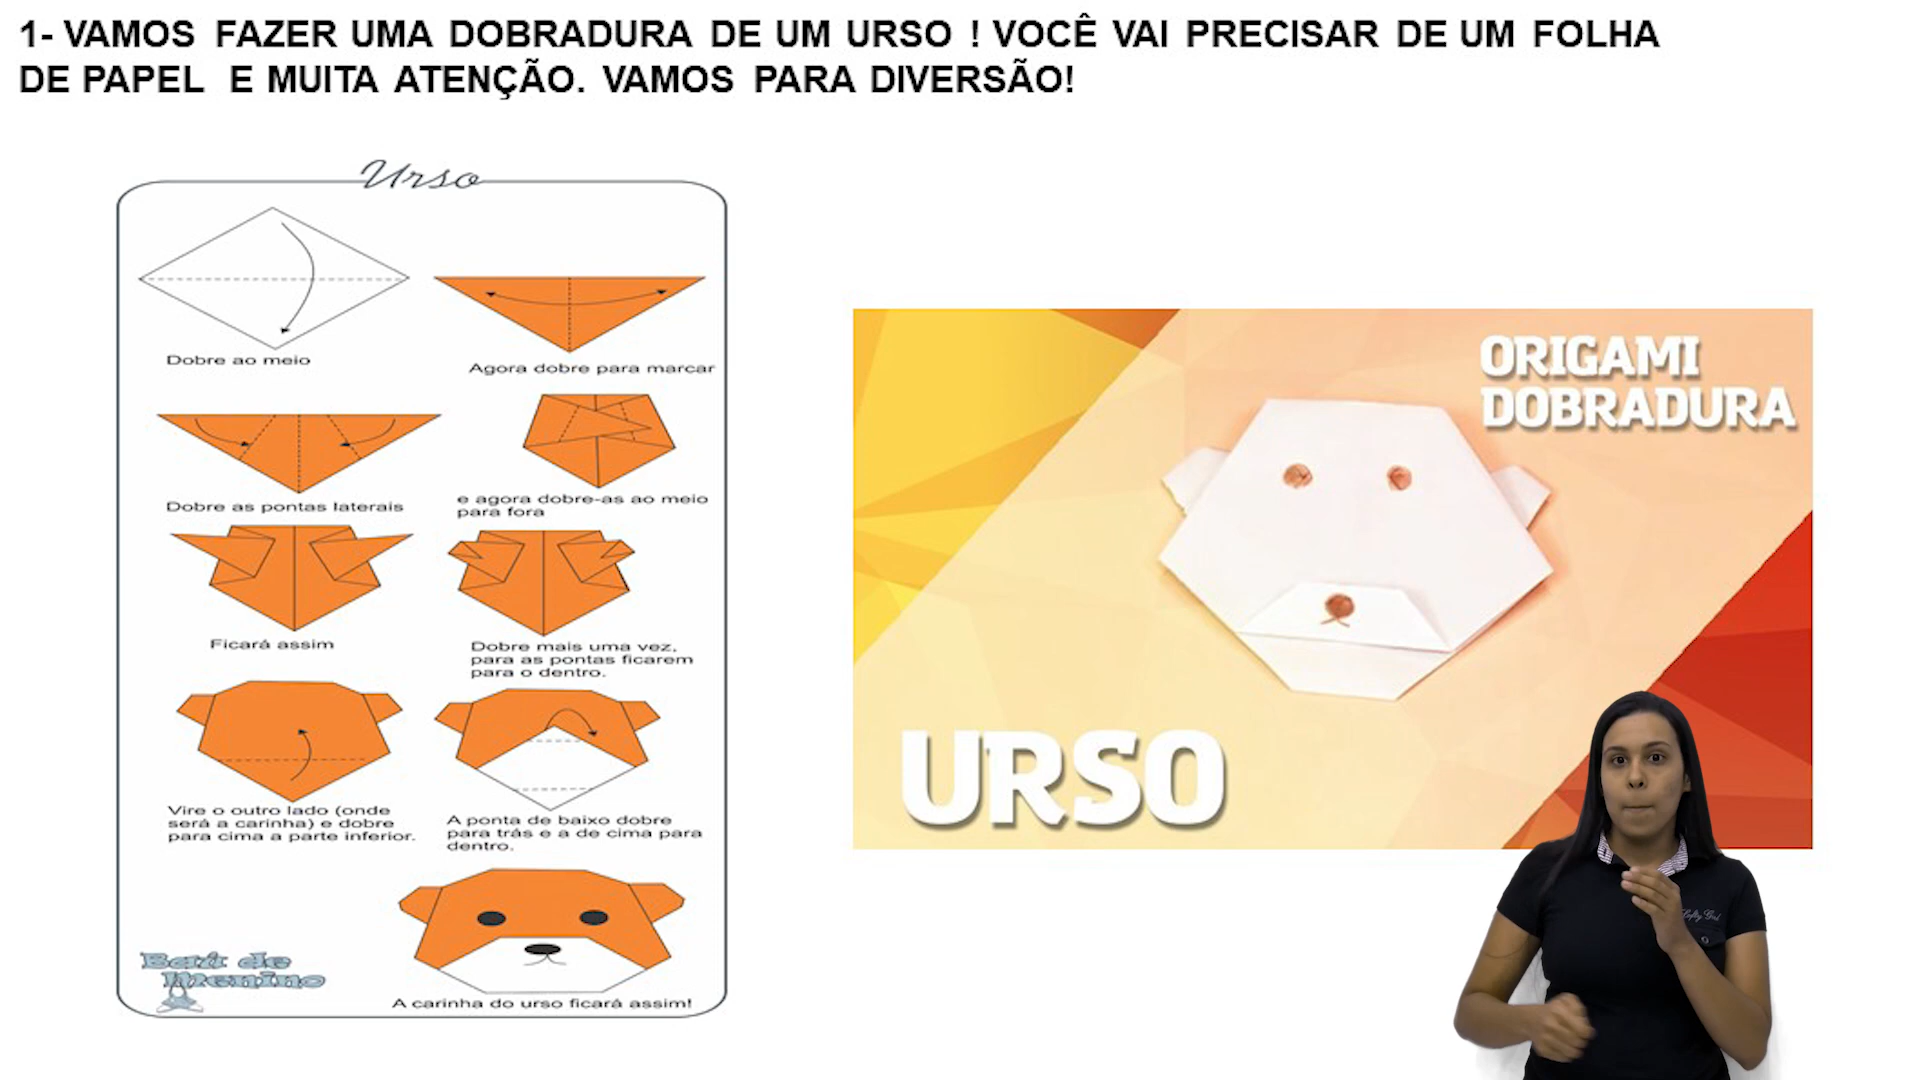 1- VAMOS FAZER UMA DOBRADURA DE UM URSO ! VOCÊ VAI PRECISAR DE UM FOLHA
DE PAPEL E MUITA ATENÇÃO. VAMOS PARA DIVERSÃO!
Urso
Dobre ao meio
Agora dobre para marcar
Dobre as pontas laterais
e agora dobre-as ao meio
para fora
Ficará assim
Dobre mais uma vez,
para as pontas ficarem
para o dentro.
Vire o outro lado (onde
será a carinha) e dobre
para cima a parte inferior.
A ponta de baixo dobre
para trás e a de cima para
dentro.
A carinha do urso ficará assim!
Baú de
Menino
ORIGAMI
DOBRADURA
URSO